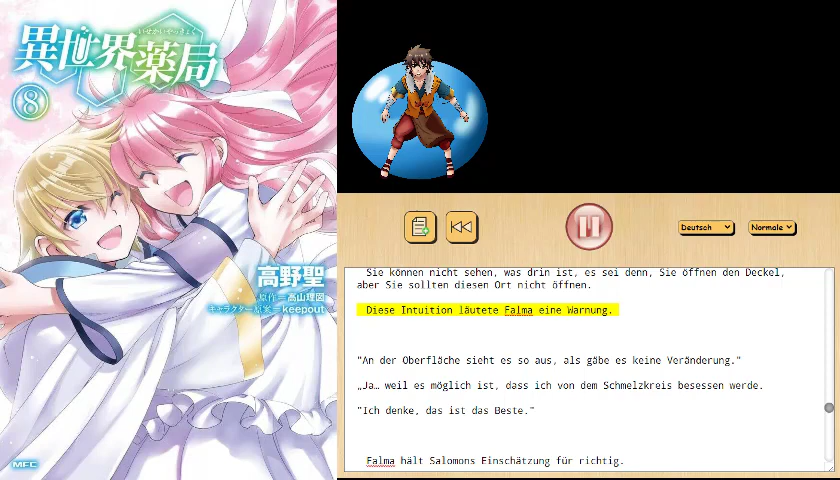 異世界薬局
いせかいやっきょく
8
高野聖
原作=高山理図
キャラクター原案=keepout
MFC
Deutsch
Normale
Sie können nicht sehen, was drin ist, es sei denn, Sie öffnen den Deckel,
aber Sie sollten diesen Ort nicht öffnen.
Diese Intuition läutete Falma eine Warnung.
"An der Oberfläche sieht es so aus, als gäbe es keine Veränderung."
„Ja… weil es möglich ist, dass ich von dem Schmelzkreis besessen werde.
"Ich denke, das ist das Beste."
Falma hält Salomons Einschätzung für richtig.